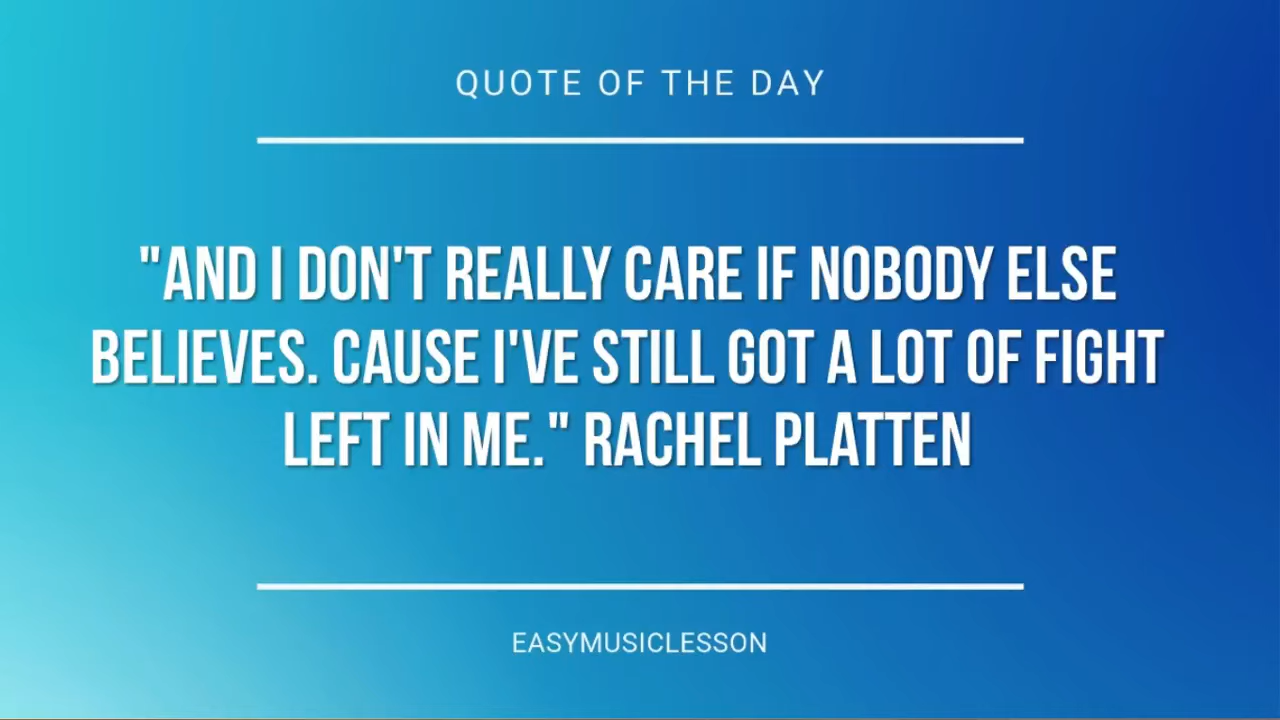 QUOTE OF THE DAY
"AND I DON'T REALLY CARE IF NOBODY ELSE
BELIEVES. CAUSE I'VE STILL GOT A LOT OF FIGHT
LEFT IN ME." RACHEL PLATTEN
EASYMUSICLESSON